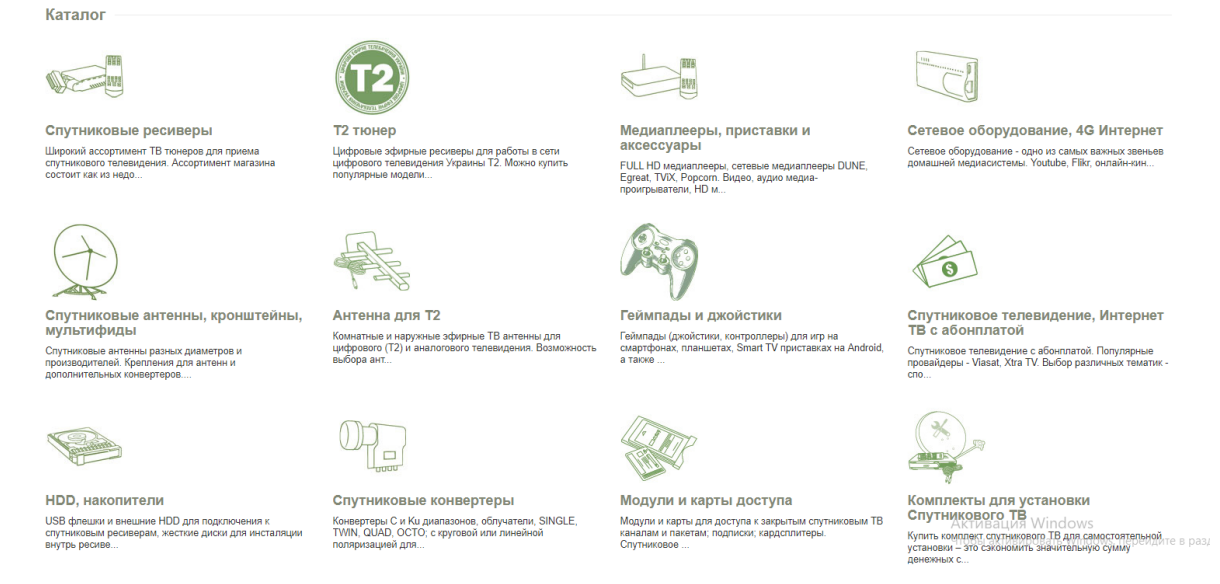 Каталог
T2
Спутниковые ресиверы
Широкий ассортимент ТВ тюнеров для приема
спутникового телевидения. Ассортимент магазина
состоит как из недо...
Т2 тюнер
Цифровые эфирные ресиверы для работы в сети
цифрового телевидения Украины Т2. Можно купить
популярные модели...
Медиаплееры, приставки и
аксессуары
FULL HD медиаплееры, сетевые медиаплееры DUNE,
Egreat, TViX, Popcorn. Видео, аудио медиа-
проигрыватели, HD м...
Сетевое оборудование, 4G Интернет
Сетевое оборудование - одно из самых важных звеньев
домашней медиасистемы. Youtube, Flikr, онлайн-кин...
Спутниковые антенны, кронштейны,
мультифиды
Спутниковые антенны разных диаметров и
производителей. Крепления для антенн и
дополнительных конвертеров....
Антенна для Т2
Комнатные и наружные эфирные ТВ антенны для
цифрового (Т2) и аналогового телевидения. Возможность
выбора ант...
Геймпады и джойстики
Геймпады (джойстики, контроллеры) для игр на
смартфонах, планшетах, Smart TV приставках на Android,
а также ...
$
Спутниковое телевидение, Интернет
ТВ с абонплатой
Спутниковое телевидение с абонплатой. Популярные
провайдеры - Viasat, Xtra TV. Выбор различных тематик -
спо...
HDD, накопители
USB флешки и внешние HDD для подключения к
спутниковым ресиверам, жесткие диски для инсталяции
внутрь ресиве...
Спутниковые конвертеры
Конвертеры С и Ku диапазонов, облучатели, SINGLE,
TWIN, QUAD, OCTO; с круговой или линейной
поляризацией для...
Модули и карты доступа
Модули и карты для доступа к закрытым спутниковым ТВ
каналам и пакетам; подписки; кардсплитеры.
Спутниковое ...
Комплекты для установки
Спутникового ТВ
Купить комплект спутникового ТВ для самостоятельной
установки – это сэкономить значительную сумму
денежных с...
Активация Windows
Чтобы активировать Windows, перейдите в разд